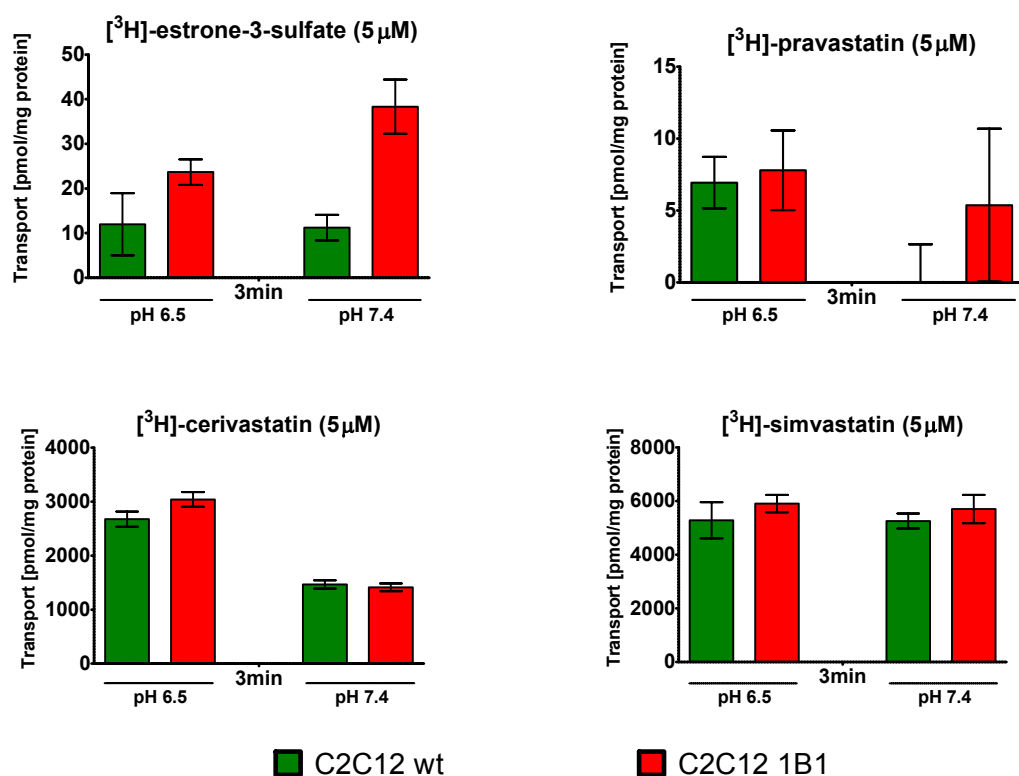 [³H]-estrone-3-sulfate (5µM)
Transport [pmol/mg protein]
50
40
30
20
10
0
3min
pH 6.5
pH 7.4
[³H]-pravastatin (5µM)
Transport [pmol/mg protein]
15
10
5
0
3min
pH 6.5
pH 7.4
[³H]-cerivastatin (5µM)
Transport [pmol/mg protein]
4000
3000
2000
1000
0
3min
pH 6.5
pH 7.4
[³H]-simvastatin (5µM)
Transport [pmol/mg protein]
8000
6000
4000
2000
0
3min
pH 6.5
pH 7.4
C2C12 wt
C2C12 1B1